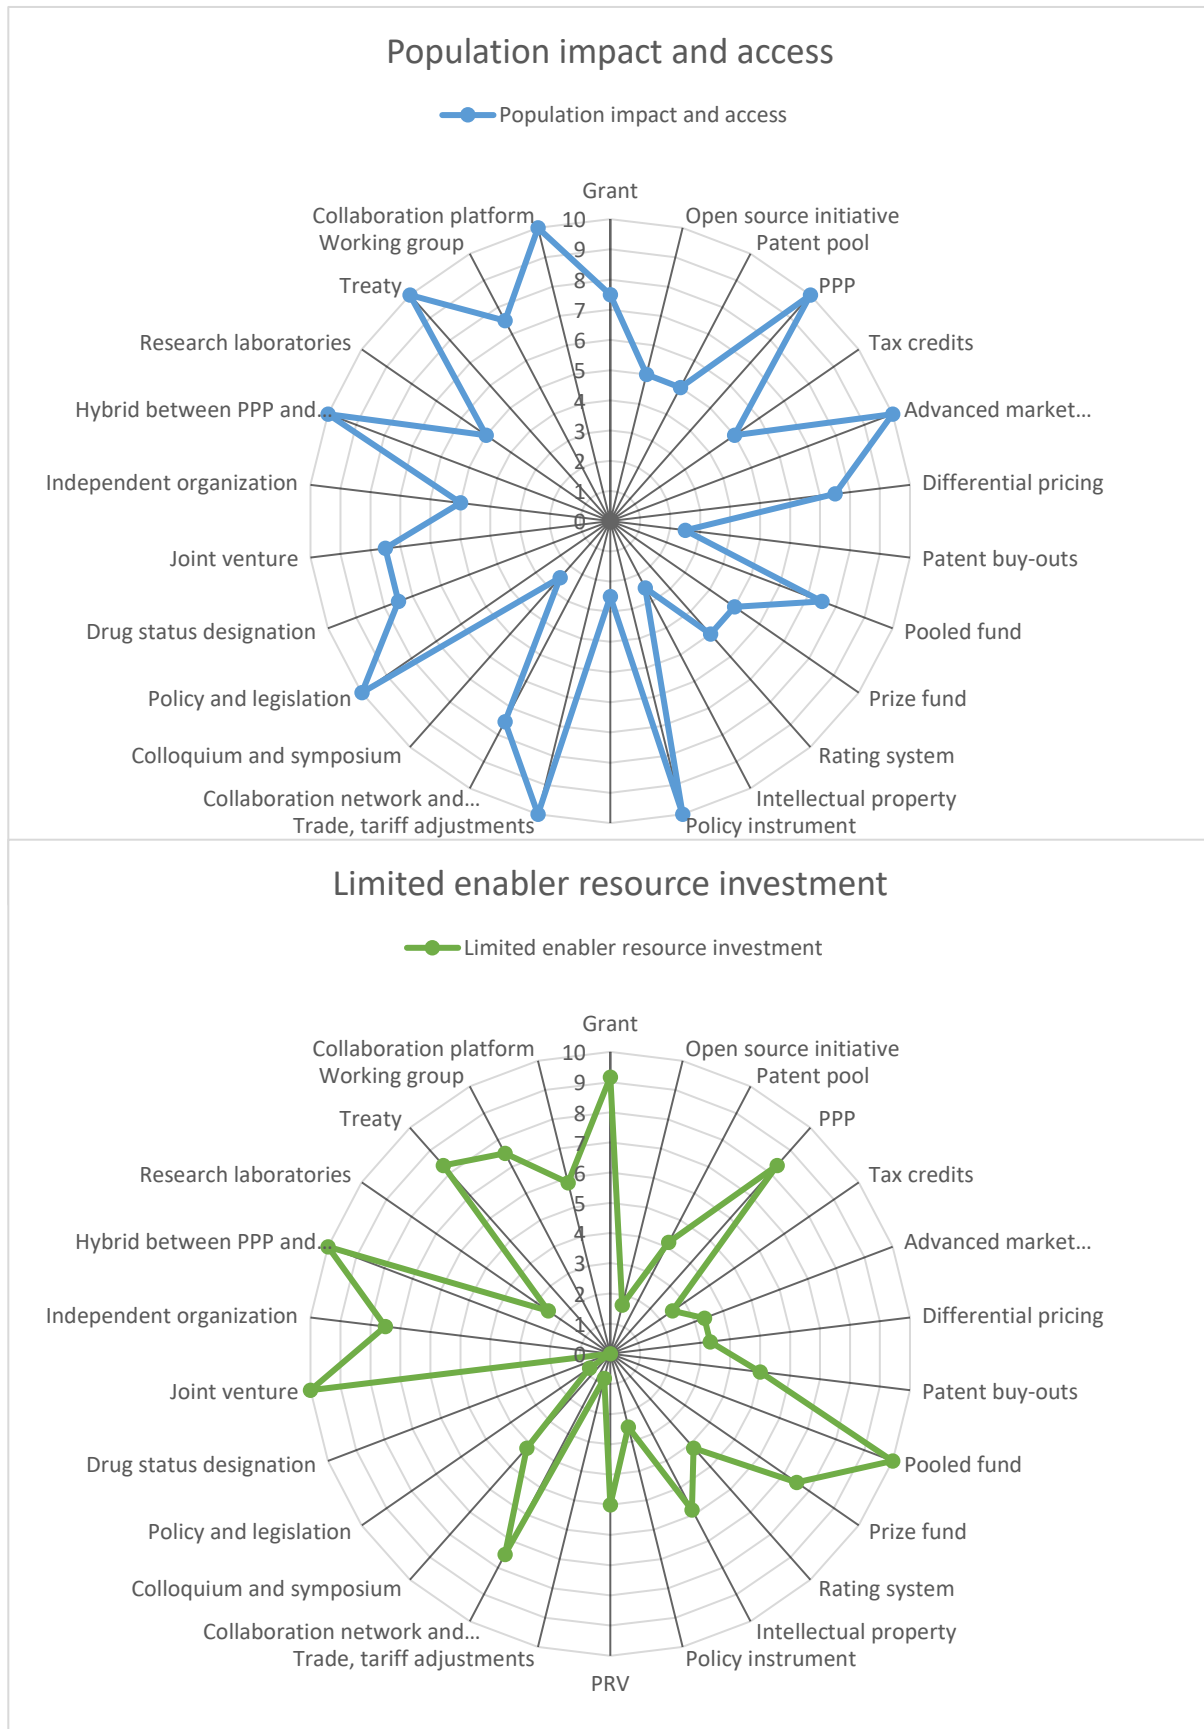 Population impact and access
Population impact and access
Grant
Collaboration platform
Open source initiative
Working group
Patent pool
Treaty
PPP
Research laboratories
Tax credits
Hybrid between PPP and...
Advanced market...
Independent organization
Differential pricing
Joint venture
Patent buy-outs
Drug status designation
Pooled fund
Policy and legislation
Prize fund
Colloquium and symposium
Rating system
Collaboration network and...
Intellectual property
Trade, tariff adjustments
Policy instrument
10
9
8
7
6
5
4
3
2
1
0
Limited enabler resource investment
Limited enabler resource investment
Grant
Collaboration platform
Open source initiative
Working group
Patent pool
Treaty
PPP
Research laboratories
Tax credits
Hybrid between PPP and...
Advanced market...
Independent organization
Differential pricing
Joint venture
Patent buy-outs
Drug status designation
Pooled fund
Policy and legislation
Prize fund
Colloquium and symposium
Rating system
Collaboration network and...
Intellectual property
Trade, tariff adjustments
Policy instrument
PRV
10
9
8
7
6
5
4
3
2
1
0